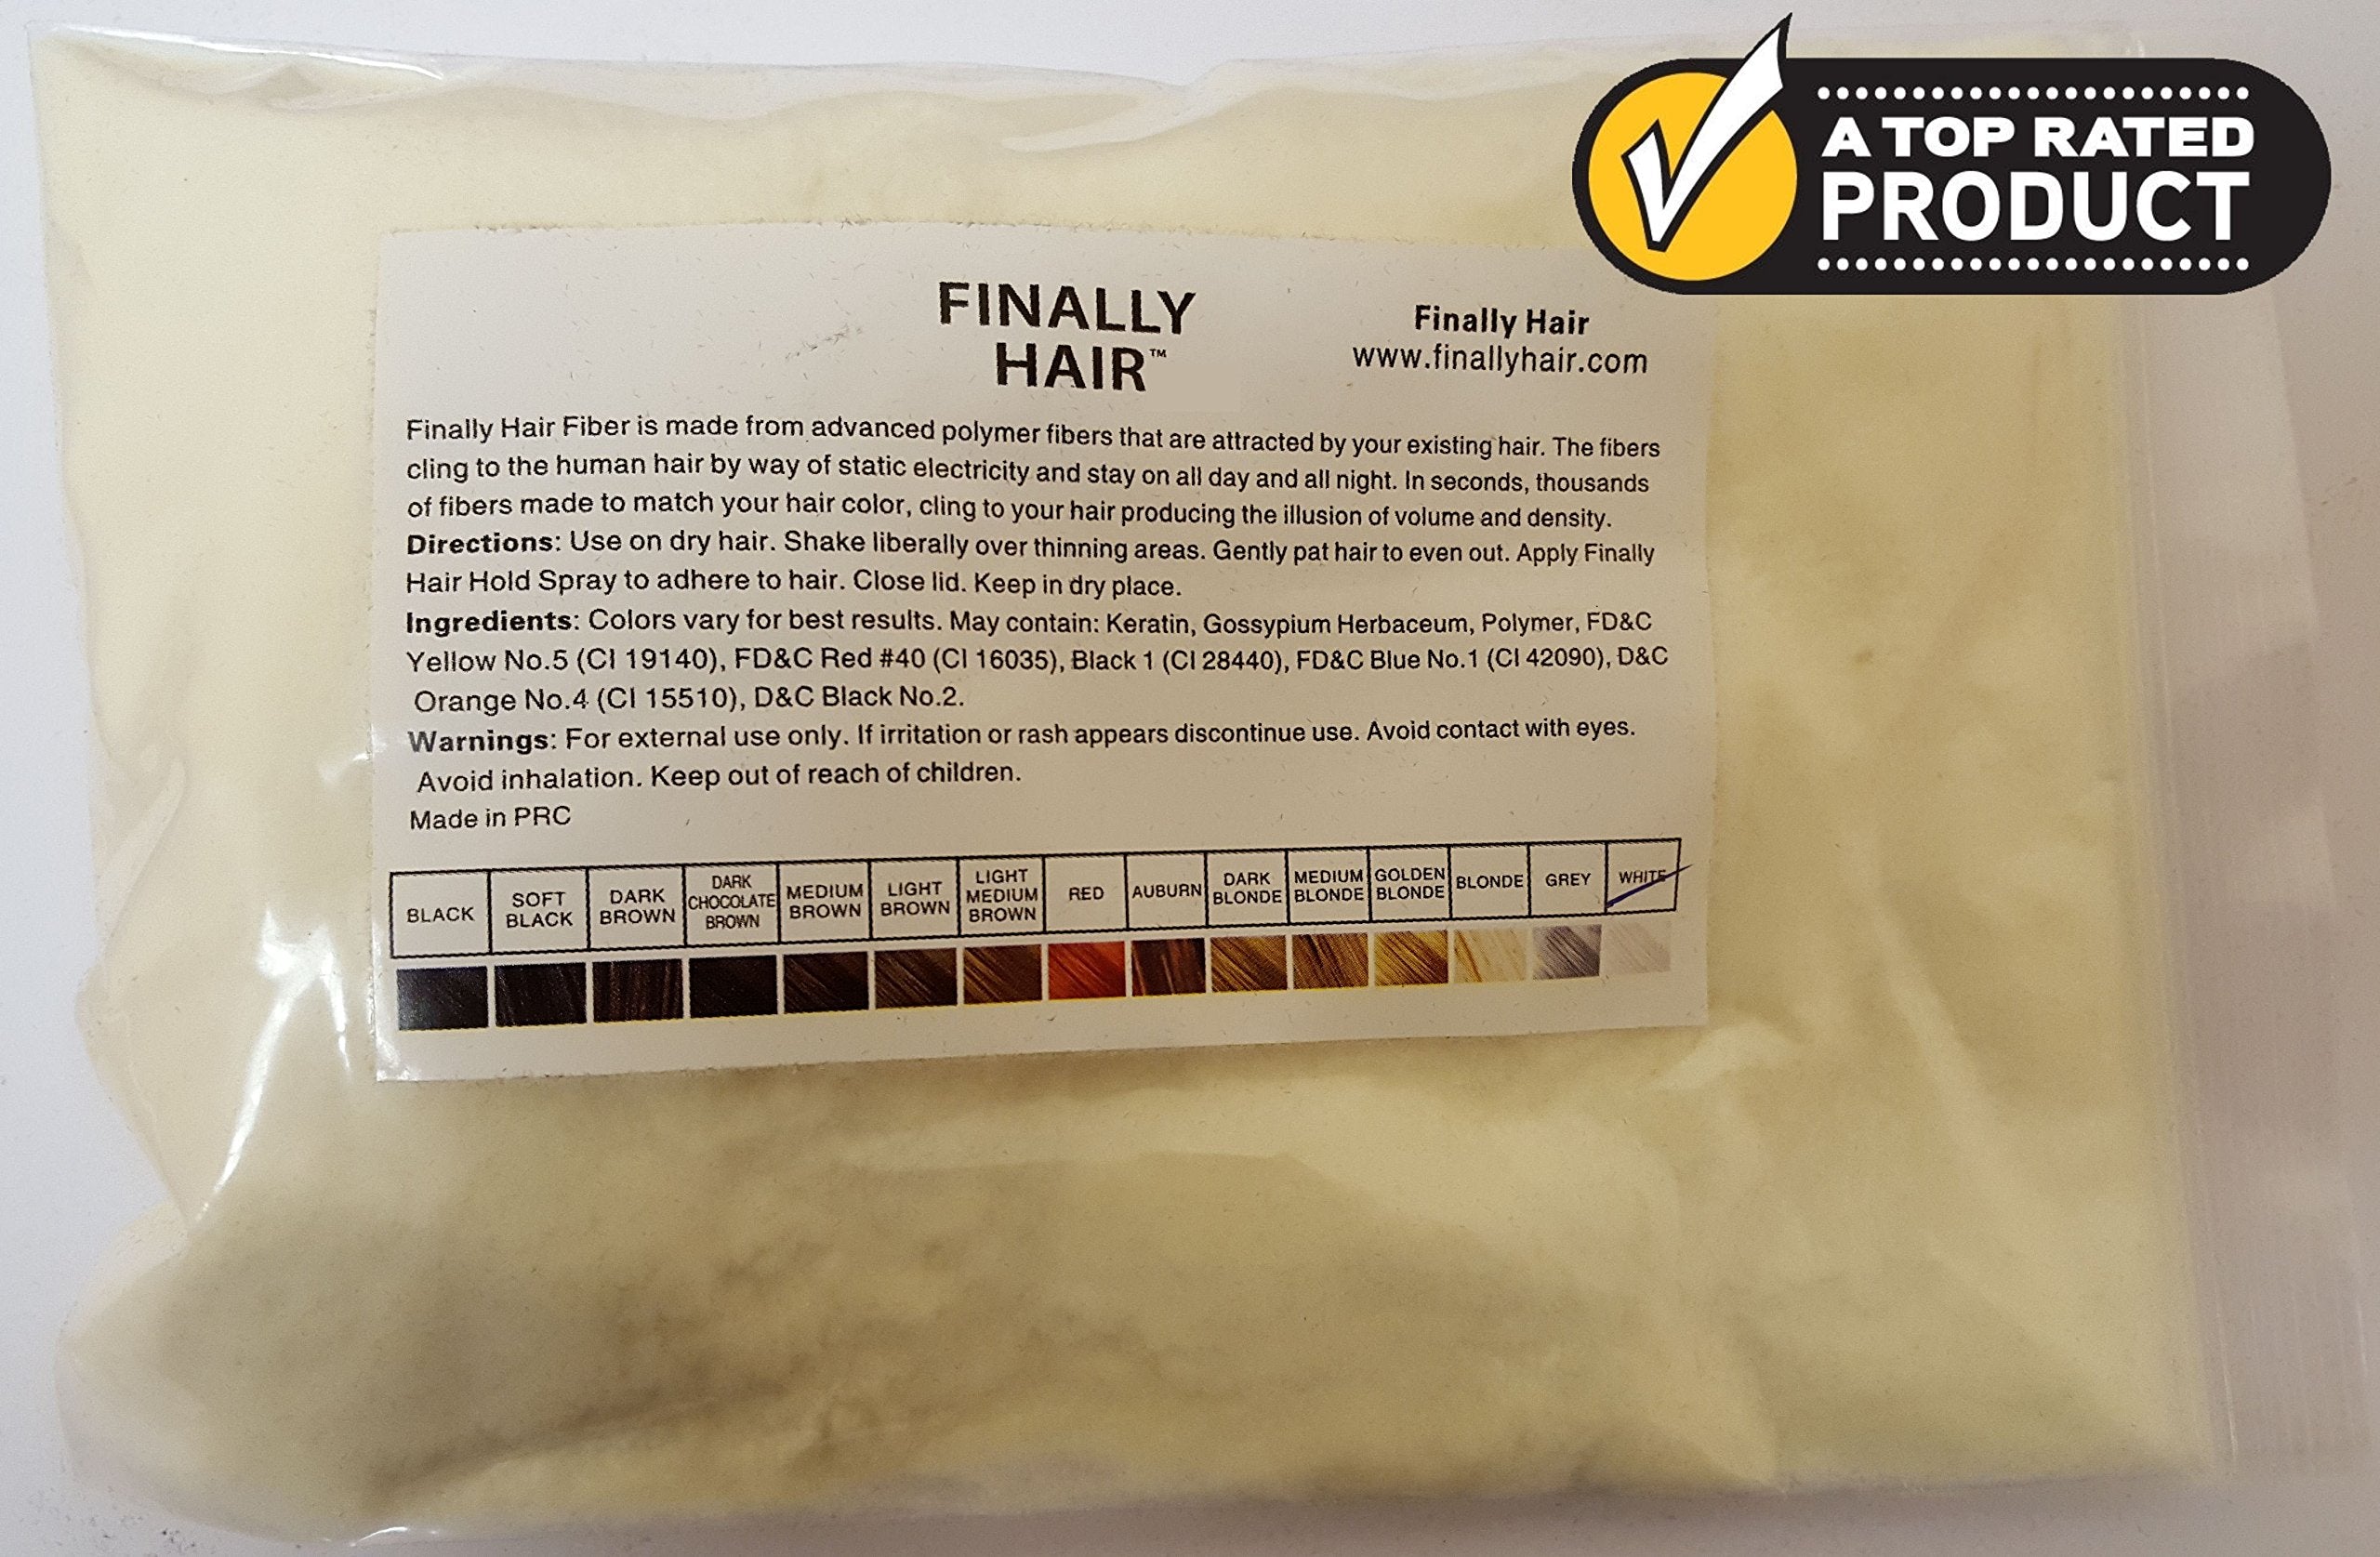 A TOP RATED
PRODUCT
FINALLY
HAIR™
Finally Hair
www.finallyhair.com
Finally Hair Fiber is made from advanced polymer fibers that are attracted by your existing hair. The fibers
cling to the human hair by way of static electricity and stay on all day and all night. In seconds, thousands
of fibers made to match your hair color, cling to your hair producing the illusion of volume and density.
Directions: Use on dry hair. Shake liberally over thinning areas. Gently pat hair to even out. Apply Finally
Hair Hold Spray to adhere to hair. Close lid. Keep in dry place.
Ingredients: Colors vary for best results. May contain: Keratin, Gossypium Herbaceum, Polymer, FD&C
Yellow No.5 (CI 19140), FD&C Red #40 (CI 16035), Black 1 (CI 28440), FD&C Blue No.1 (CI 42090), D&C
Orange No.4 (CI 15510), D&C Black No.2.
Warnings: For external use only. If irritation or rash appears discontinue use. Avoid contact with eyes.
Avoid inhalation. Keep out of reach of children.
Made in PRC
BLACK
SOFT
BLACK
DARK
BROWN
DARK
CHOCOLATE
BROWN
MEDIUM
BROWN
LIGHT
BROWN
LIGHT
MEDIUM
BROWN
RED
AUBURN
DARK
BLONDE
MEDIUM
BLONDE
GOLDEN
BLONDE
BLONDE
GREY
WHITE